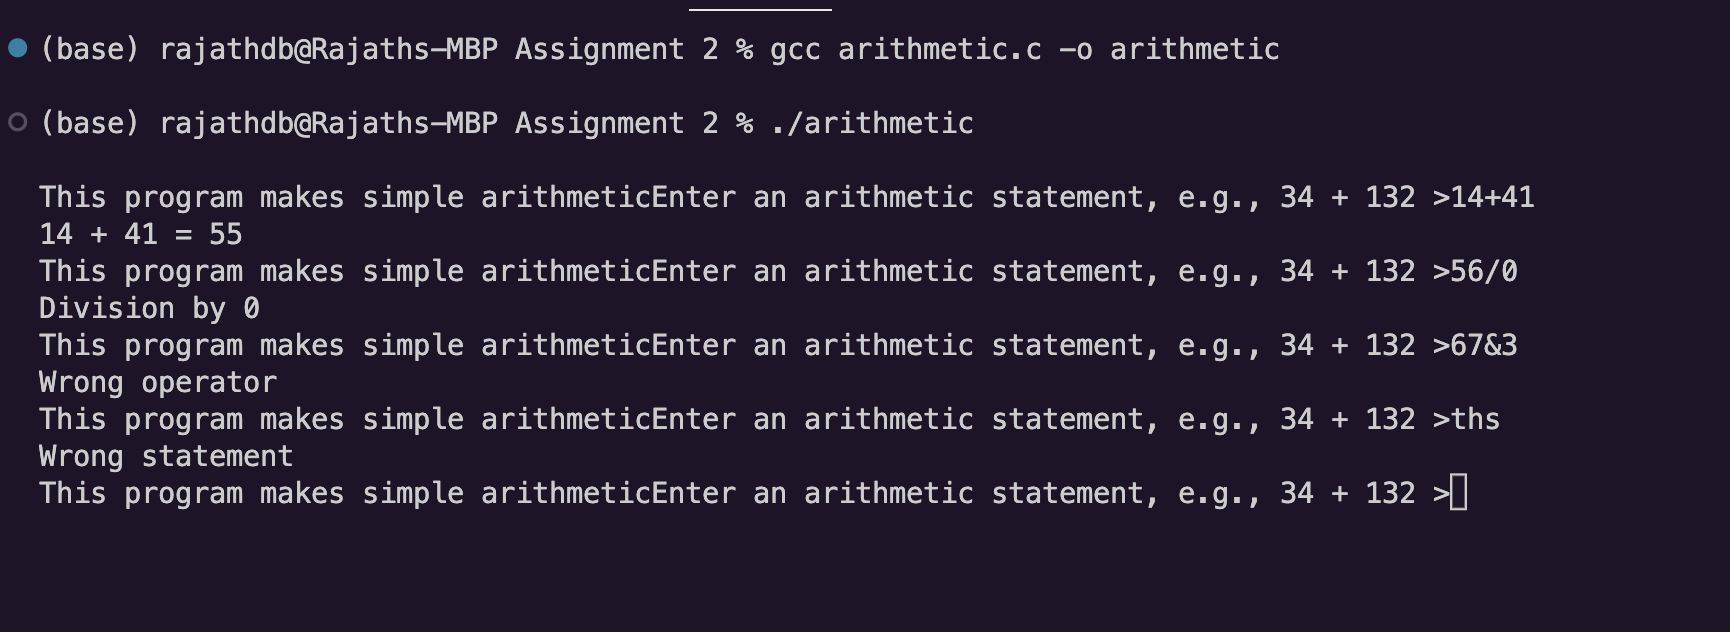 (base) rajathdb@Rajaths-MBP Assignment 2 % gcc arithmetic.c -o arithmetic
(base) rajathdb@Rajaths-MBP Assignment 2 % ./arithmetic
This program makes simple arithmeticEnter an arithmetic statement, e.g., 34 + 132 >14+41
14 + 41 = 55
This program makes simple arithmeticEnter an arithmetic statement, e.g., 34 + 132 >56/0
Division by 0
This program makes simple arithmeticEnter an arithmetic statement, e.g., 34 + 132 >67&3
Wrong operator
This program makes simple arithmeticEnter an arithmetic statement, e.g., 34 + 132 >ths
Wrong statement
This program makes simple arithmeticEnter an arithmetic statement, e.g., 34 + 132 >